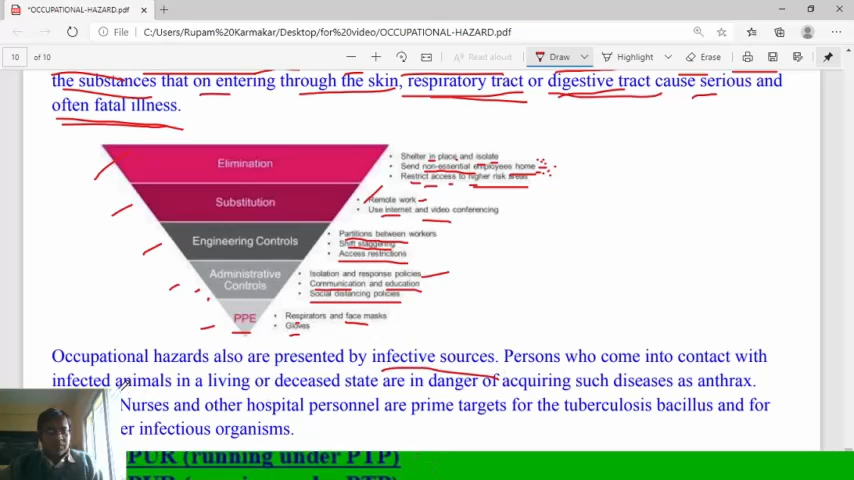 *OCCUPATIONAL-HAZARD.pdf
File C:/Users/Rupam%20Karmakar/Desktop/for%20video/OCCUPATIONAL-HAZARD.pdf
10 of 10
Read aloud
Draw
Highlight
Erase
the substances that on entering through the skin, respiratory tract or digestive tract cause serious and
often fatal illness.
Elimination
• Shelter in place and isolate
• Send non-essential employees home
• Restrict access to higher risk areas
Substitution
• Remote work
• Use internet and video conferencing
Engineering Controls
• Partitions between workers
• Shift staggering
• Access restrictions
Administrative
Controls
• Isolation and response policies
• Communication and education
• Social distancing policies
PPE
• Respirators and face masks
• Gloves
Occupational hazards also are presented by infective sources. Persons who come into contact with
infected animals in a living or deceased state are in danger of acquiring such diseases as anthrax.
Nurses and other hospital personnel are prime targets for the tuberculosis bacillus and for
er infectious organisms.
PUR (running under PTP)
PUR (running under PTP)